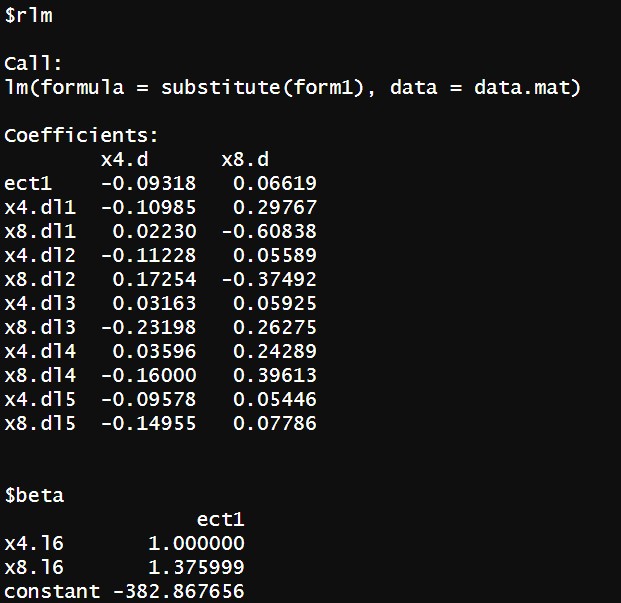 $rlm
Call:
lm(formula = substitute(form1), data = data.mat)
Coefficients:
x4.d x8.d
ect1 -0.09318 0.06619
x4.dl1 -0.10985 0.29767
x8.dl1 0.02230 -0.60838
x4.dl2 -0.11228 0.05589
x8.dl2 0.17254 -0.37492
x4.dl3 0.03163 0.05925
x8.dl3 -0.23198 0.26275
x4.dl4 0.03596 0.24289
x8.dl4 -0.16000 0.39613
x4.dl5 -0.09578 0.05446
x8.dl5 -0.14955 0.07786
$beta
ect1
x4.l6 1.000000
x8.l6 1.375999
constant -382.867656